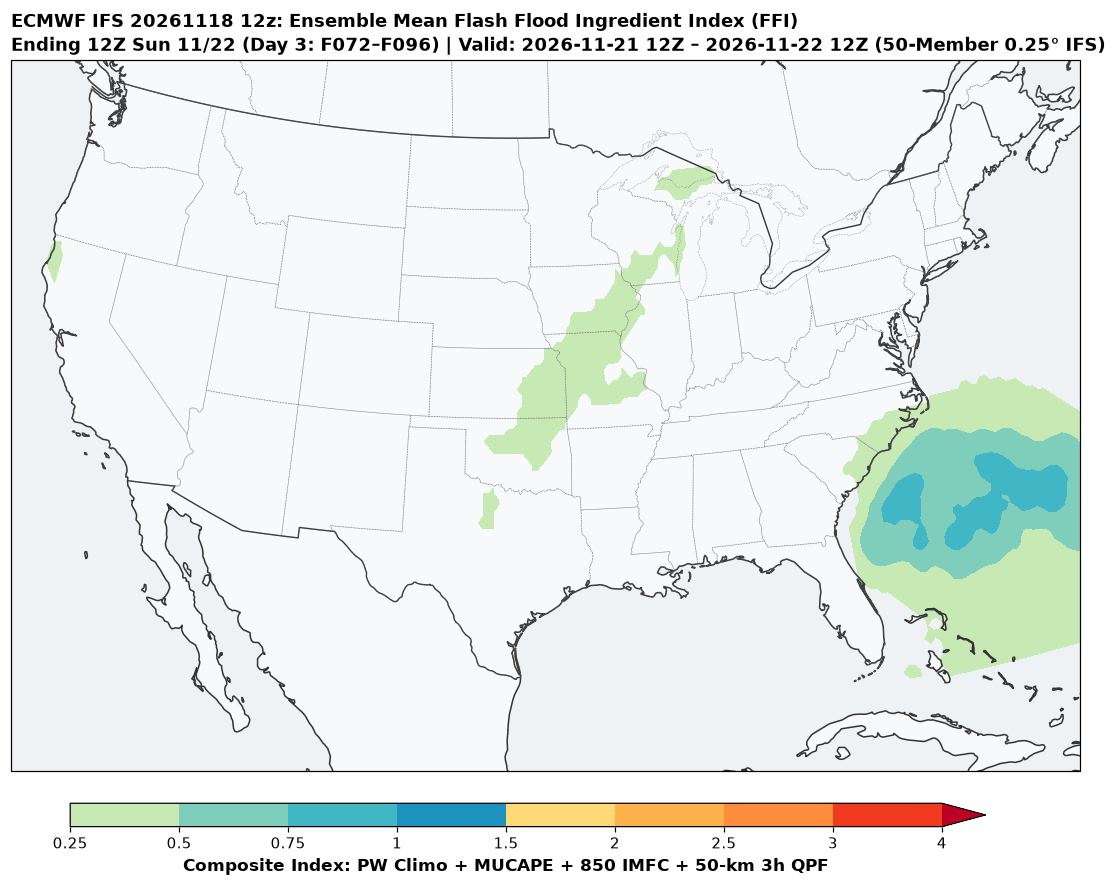 ECMWF IFS 20261118 12z: Ensemble Mean Flash Flood Ingredient Index (FFI)
Ending 12Z Sun 11/22 (Day 3: F072–F096) | Valid: 2026-11-21 12Z – 2026-11-22 12Z (50-Member 0.25° IFS)
0.25 0.5 0.75 1 1.5 2 2.5 3 4
Composite Index: PW Climo + MUCAPE + 850 IMFC + 50-km 3h QPF